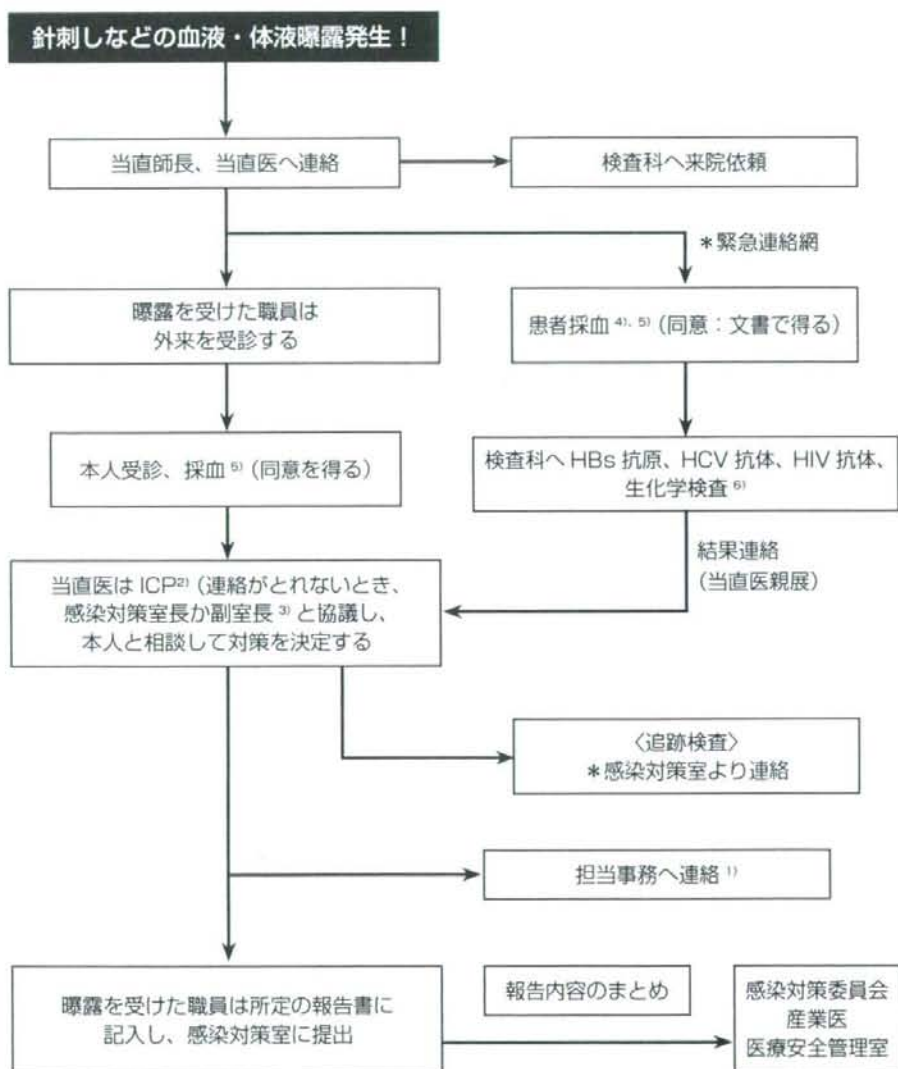 針刺しなどの血液・体液曝露発生！
当直師長、当直医へ連絡
検査科へ来院依頼
＊緊急連絡網
曝露を受けた職員は
外来を受診する
患者採血 4)、5)（同意：文書で得る）
本人受診、採血 5)（同意を得る）
検査科へ HBs 抗原、HCV 抗体、HIV 抗体、
生化学検査 6)
結果連絡
（当直医親展）
当直医は ICP2)（連絡がとれないとき、
感染対策室長か副室長 3)と協議し、
本人と相談して対策を決定する
〈追跡検査〉
＊感染対策室より連絡
担当事務へ連絡 1)
曝露を受けた職員は所定の報告書に
記入し、感染対策室に提出
報告内容のまとめ
感染対策委員会
産業医
医療安全管理室